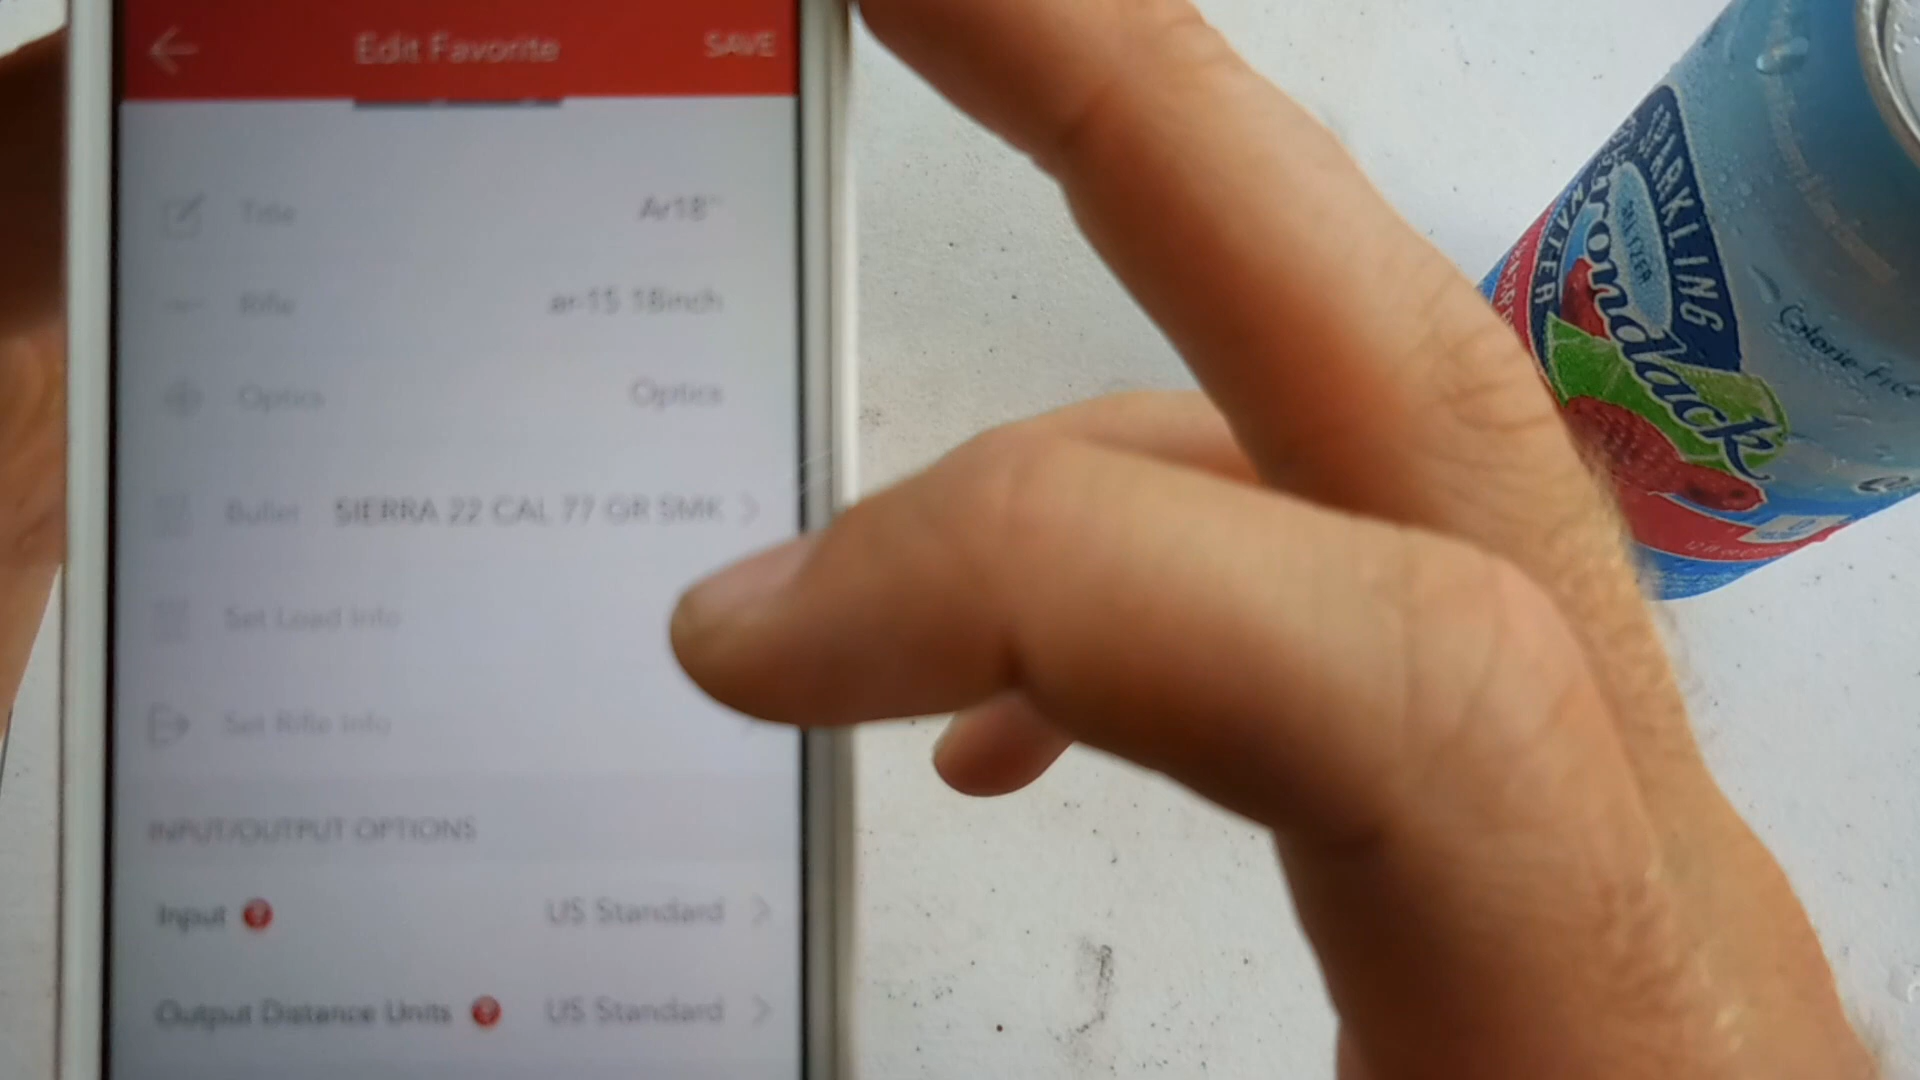 Edit Favorite SAVE
Title Ar18"
Rifle ar-15 18inch
Optics Optics
Bullet SIERRA 22 CAL 77 GR SMK
Set Load Info
Set Rifle Info
INPUT/OUTPUT OPTIONS
Input ? US Standard
Output Distance Units ? US Standard
SPARKLING
WATER
SELTZER
rondack
Calorie-Free
0